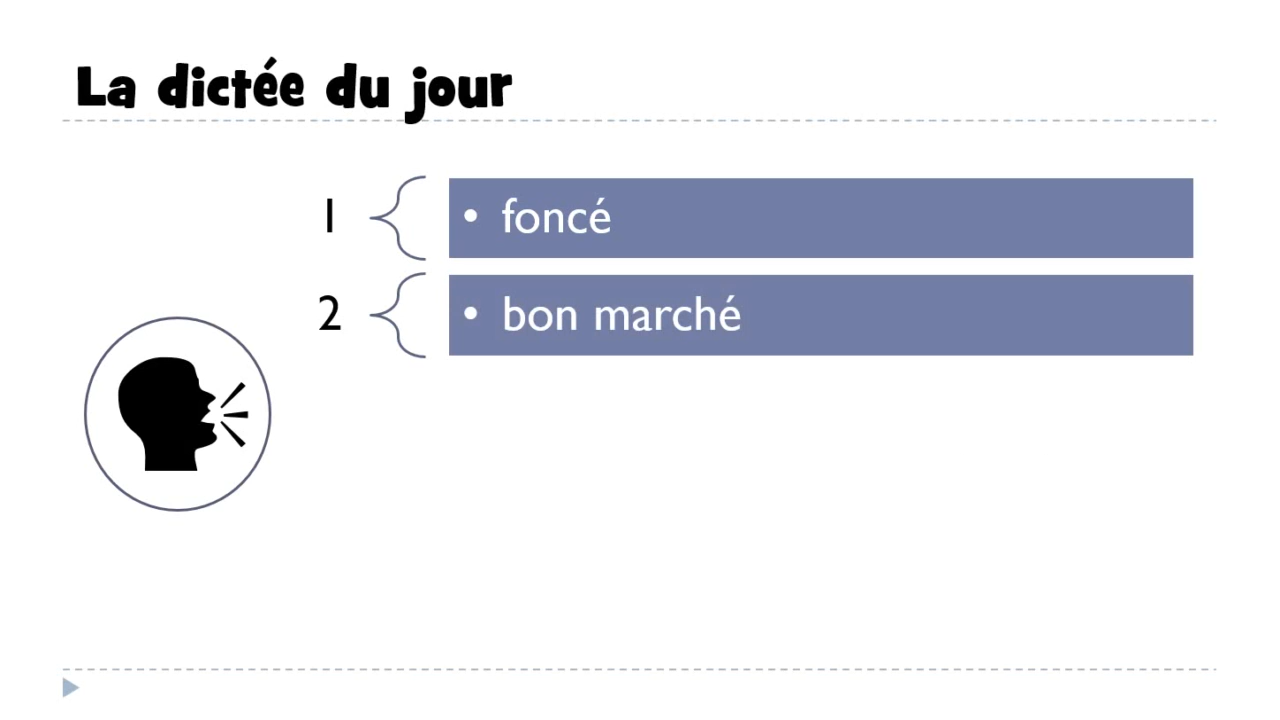 La dictée du jour
1
• foncé
2
• bon marché